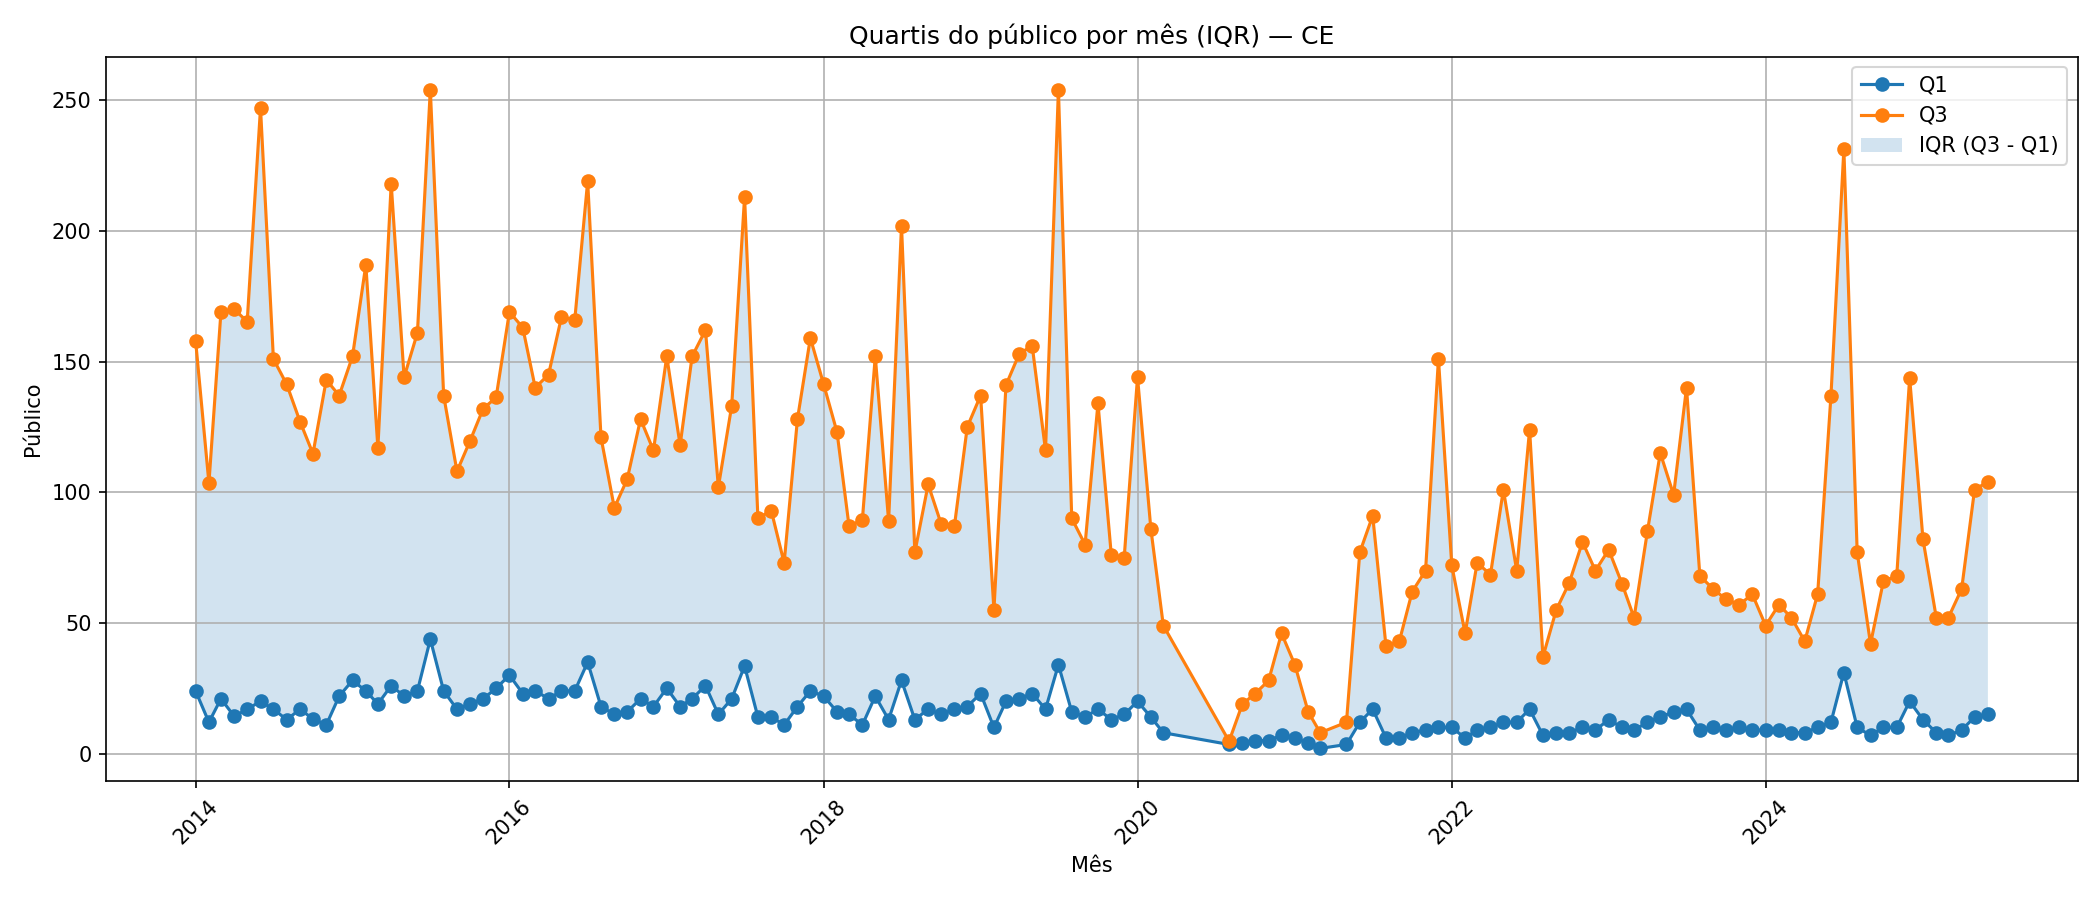 Quartis do público por mês (IQR) — CE
Q1
Q3
IQR (Q3 - Q1)
Público
250
200
150
100
50
0
2014
2016
2018
2020
2022
2024
Mês